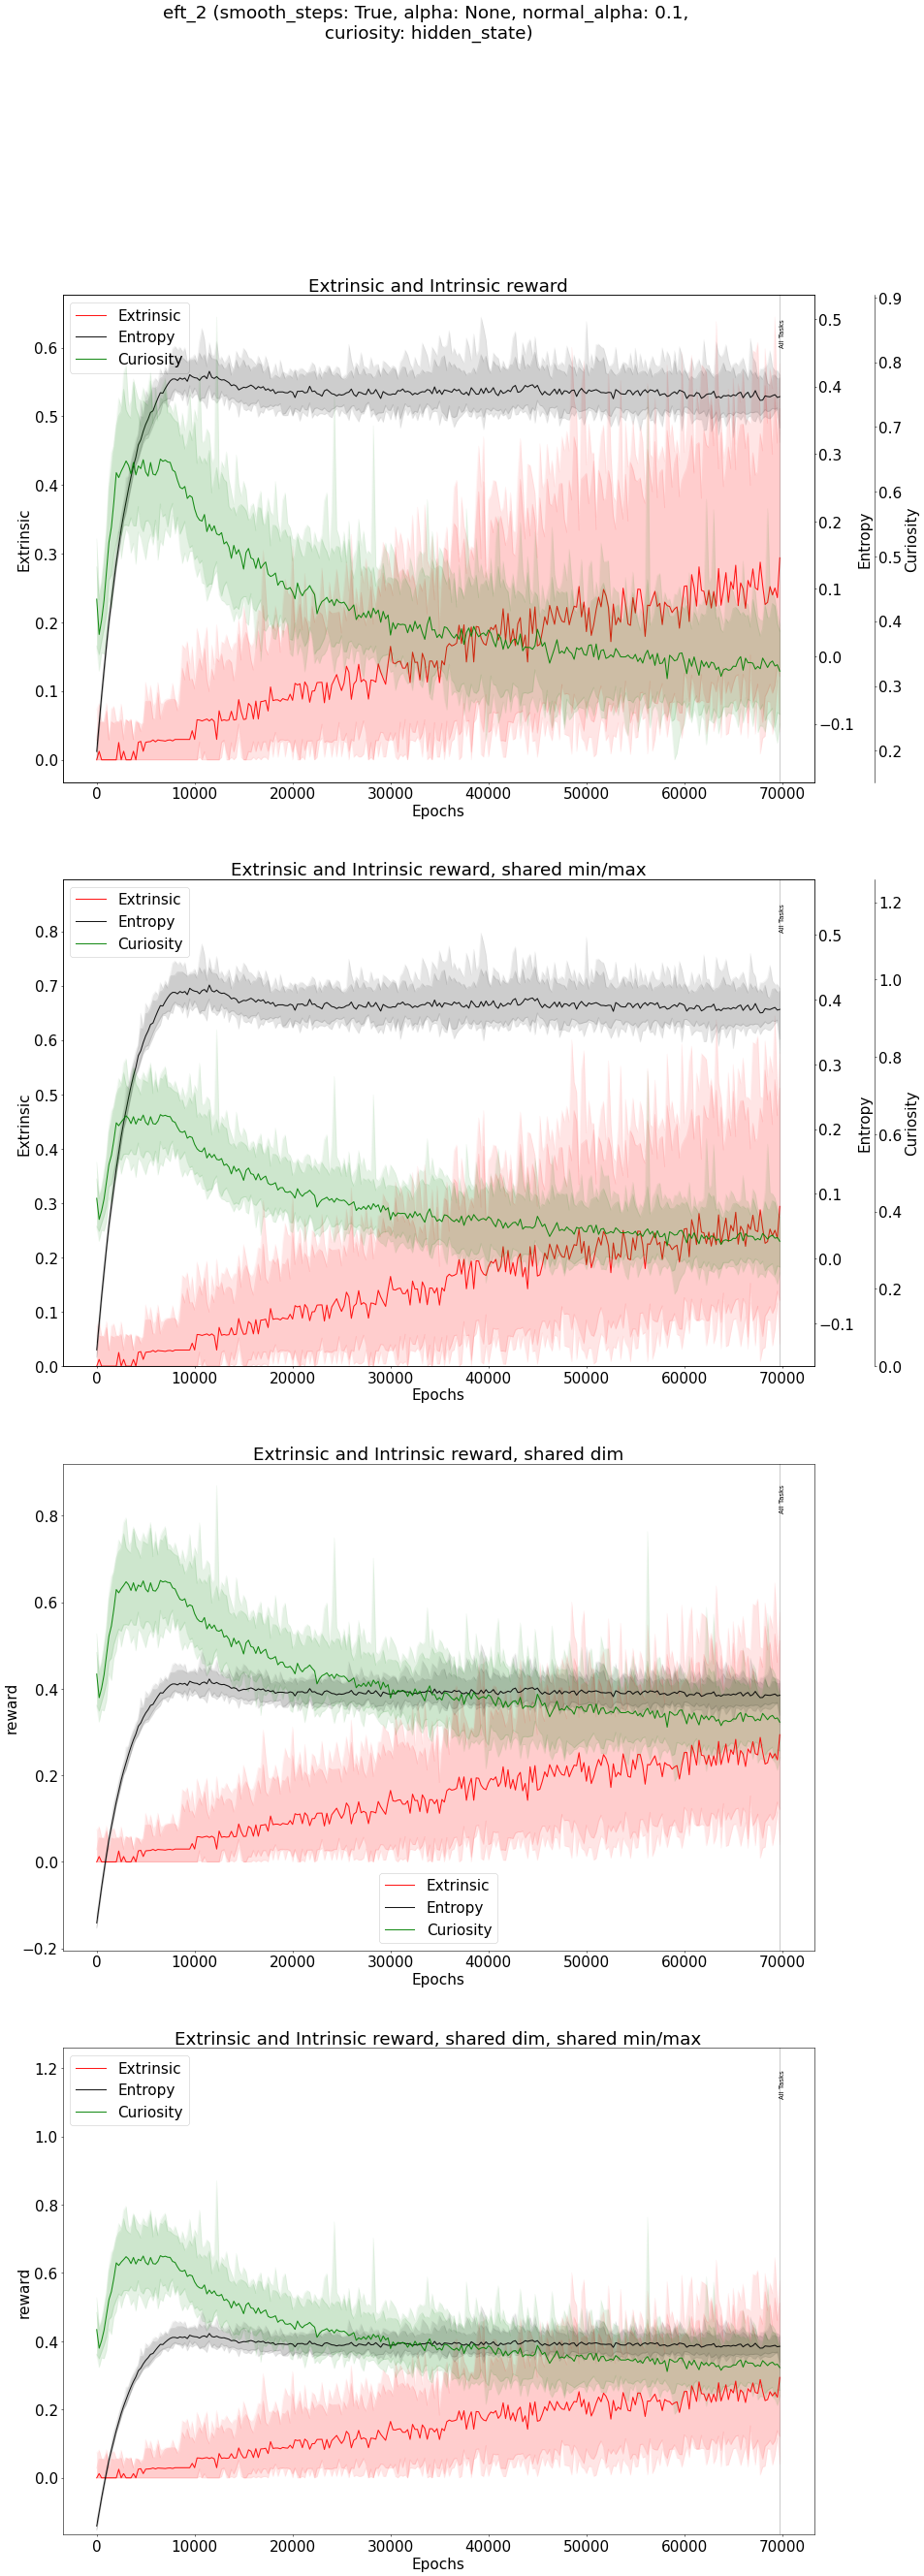 eft_2 (smooth_steps: True, alpha: None, normal_alpha: 0.1,
curiosity: hidden_state)
Extrinsic and Intrinsic reward
Extrinsic
Entropy
Curiosity
All Tasks
0.6
0.5
0.4
0.3
0.2
0.1
0.0
Extrinsic
0.5
0.4
0.3
0.2
0.1
0.0
−0.1
Entropy
0.9
0.8
0.7
0.6
0.5
0.4
0.3
0.2
Curiosity
0 10000 20000 30000 40000 50000 60000 70000
Epochs
Extrinsic and Intrinsic reward, shared min/max
Extrinsic
Entropy
Curiosity
All Tasks
0.8
0.7
0.6
0.5
0.4
0.3
0.2
0.1
0.0
Extrinsic
0.5
0.4
0.3
0.2
0.1
0.0
−0.1
Entropy
1.2
1.0
0.8
0.6
0.4
0.2
0.0
Curiosity
0 10000 20000 30000 40000 50000 60000 70000
Epochs
Extrinsic and Intrinsic reward, shared dim
All Tasks
0.8
0.6
0.4
0.2
0.0
−0.2
reward
Extrinsic
Entropy
Curiosity
0 10000 20000 30000 40000 50000 60000 70000
Epochs
Extrinsic and Intrinsic reward, shared dim, shared min/max
Extrinsic
Entropy
Curiosity
All Tasks
1.2
1.0
0.8
0.6
0.4
0.2
0.0
reward
0 10000 20000 30000 40000 50000 60000 70000
Epochs